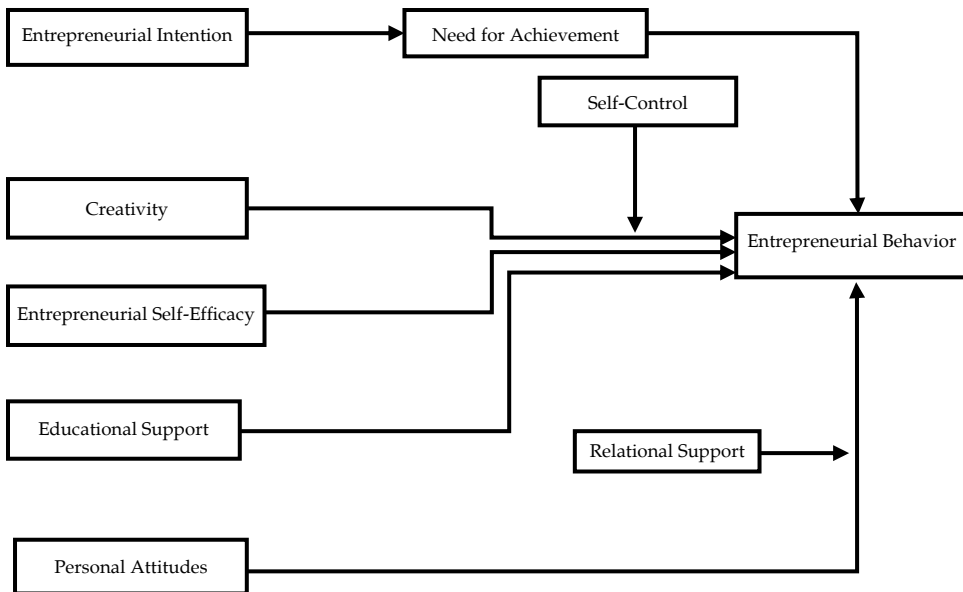 Entrepreneurial Intention
Need for Achievement
Self-Control
Creativity
Entrepreneurial Behavior
Entrepreneurial Self-Efficacy
Educational Support
Relational Support
Personal Attitudes